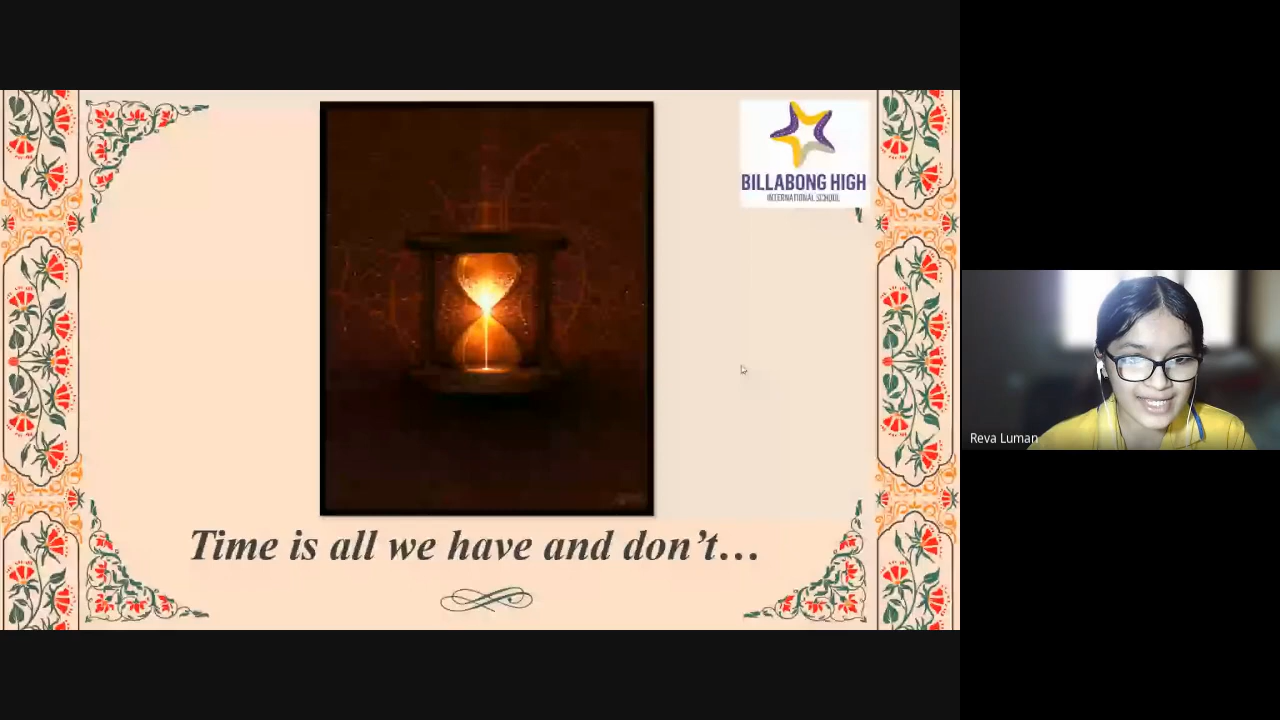 BILLABONG HIGH
INTERNATIONAL SCHOOL
Time is all we have and don’t...
Reva Luman